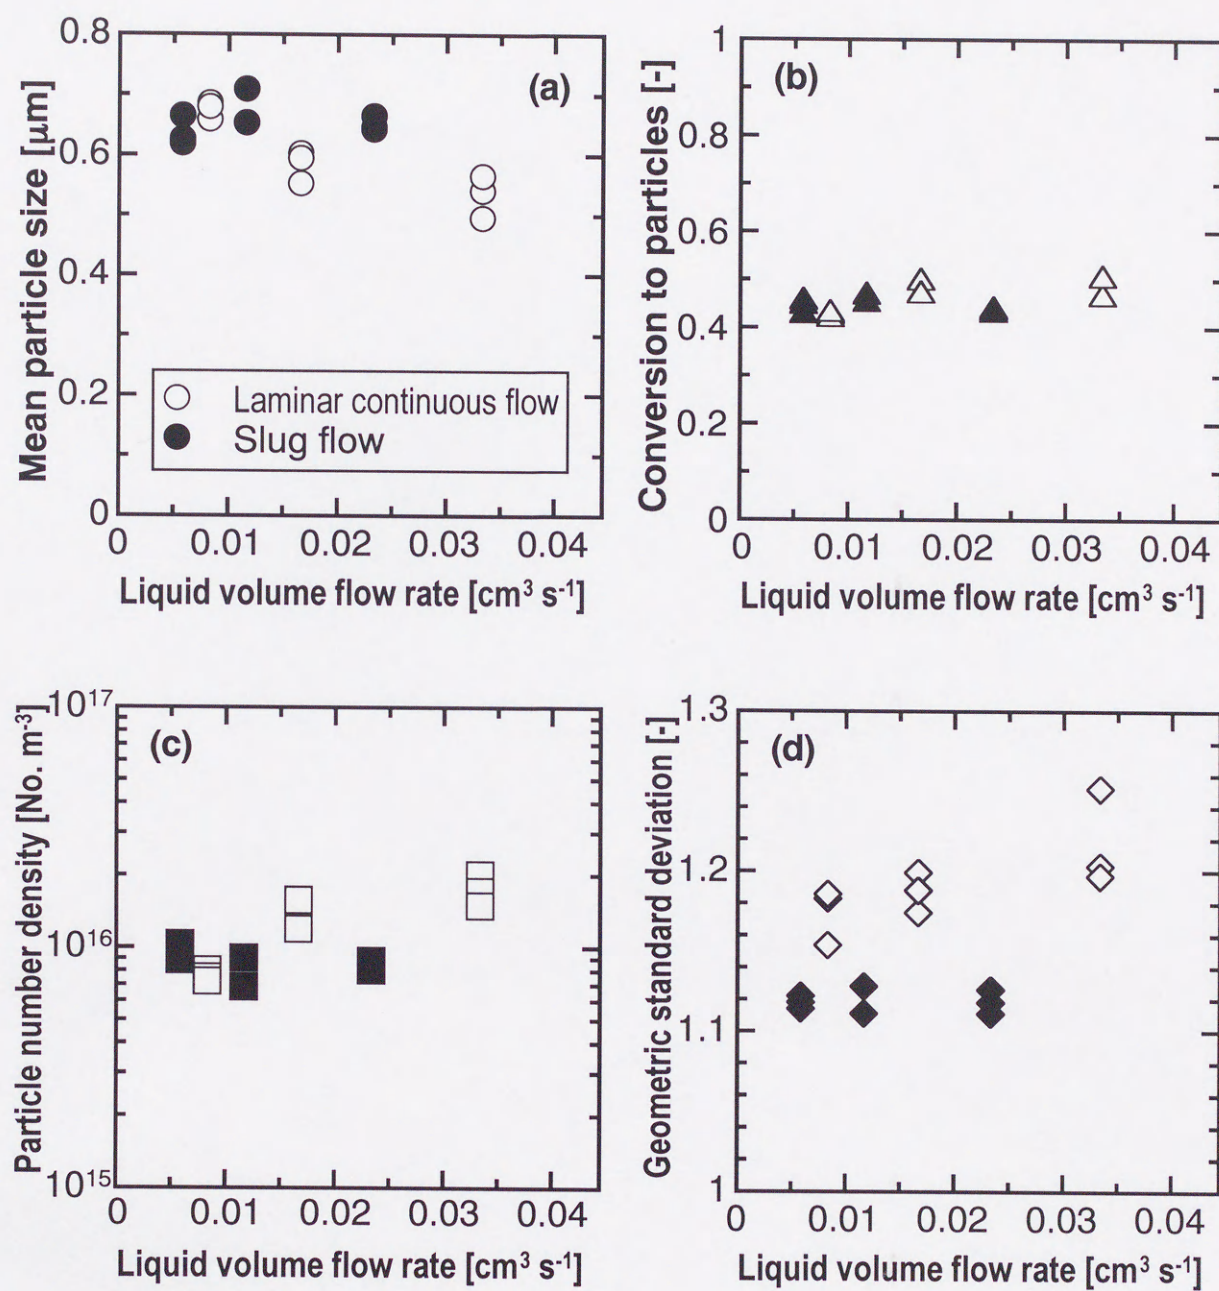 (a)
Mean particle size [μm]
0.8
0.6
0.4
0.2
0
Laminar continuous flow
Slug flow
0 0.01 0.02 0.03 0.04
Liquid volume flow rate [cm³ s⁻¹]
(b)
Conversion to particles [-]
1
0.8
0.6
0.4
0.2
0
0 0.01 0.02 0.03 0.04
Liquid volume flow rate [cm³ s⁻¹]
(c)
Particle number density [No. m⁻³]
10¹⁷
10¹⁶
10¹⁵
0 0.01 0.02 0.03 0.04
Liquid volume flow rate [cm³ s⁻¹]
(d)
Geometric standard deviation [-]
1.3
1.2
1.1
1
0 0.01 0.02 0.03 0.04
Liquid volume flow rate [cm³ s⁻¹]